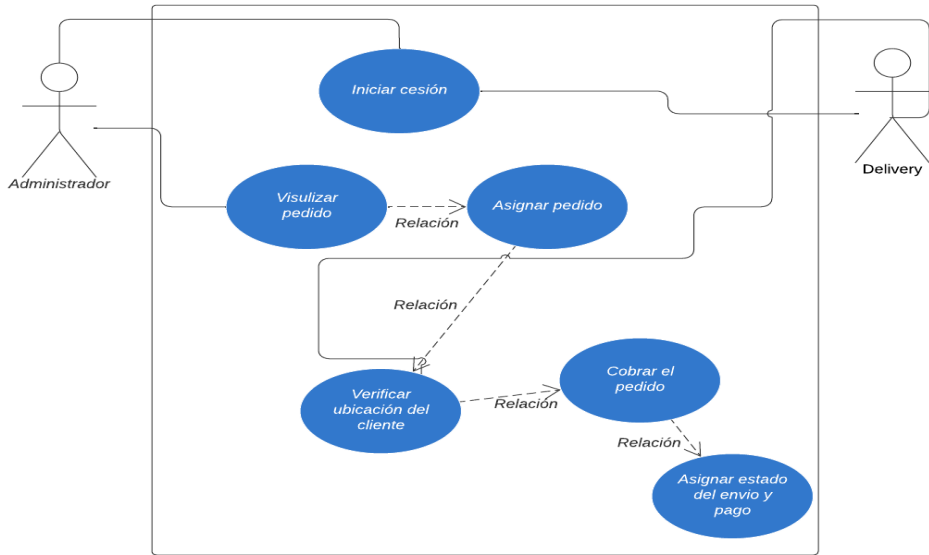 Iniciar cesión
Administrador
Delivery
Visulizar
pedido
Relación
Asignar pedido
Relación
Verificar
ubicación del
cliente
Relación
Cobrar el
pedido
Relación
Asignar estado
del envio y
pago